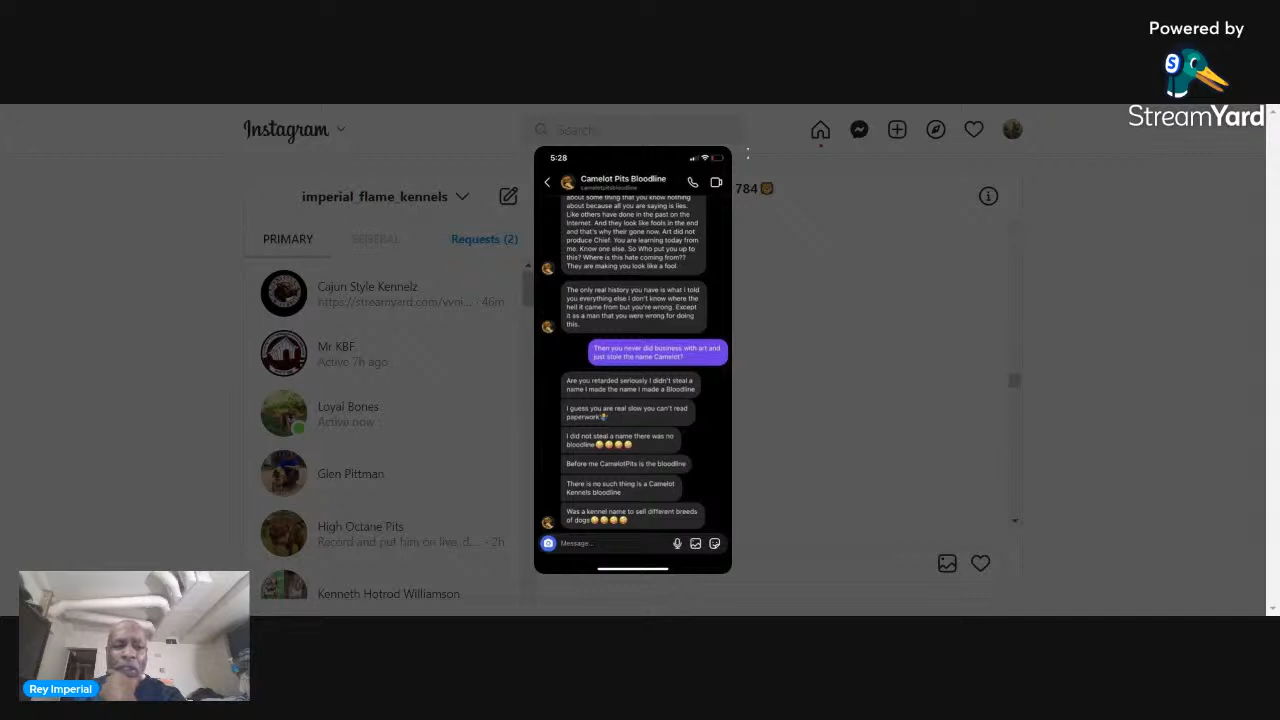 Powered by
StreamYard
Instagram
Search
imperial_flame_kennels
784
PRIMARY
GENERAL
Requests (2)
Cajun Style Kennelz
https://streamyard.com/vvni... · 46m
Mr KBF
Active 7h ago
Loyal Bones
Active now
Glen Pittman
High Octane Pits
Record and put him on live, d... · 2h
Kenneth Hotrod Williamson
5:28
Camelot Pits Bloodline
camelotpitsbloodline
about some thing that you know nothing
about because all you are saying is lies.
Like others have done in the past on the
Internet. And they look like fools in the end
and that's why their gone now. Art did not
produce Chief. You are learning today from
me. Know one else. So Who put you up to
this? Where is this hate coming from??
They are making you look like a fool
The only real history you have is what I told
you everything else I don't know where the
hell it came from but you're wrong. Except
it as a man that you were wrong for doing
this.
Then you never did business with art and
just stole the name Camelot?
Are you retarded seriously I didn't steal a
name I made the name I made a Bloodline
I guess you are real slow you can't read
paperwork
I did not steal a name there was no
bloodline🤣🤣🤣🤣
Before me CamelotPits is the bloodline
There is no such thing is a Camelot
Kennels bloodline
Was a kennel name to sell different breeds
of dogs🤣🤣🤣🤣
Message...
Rey Imperial